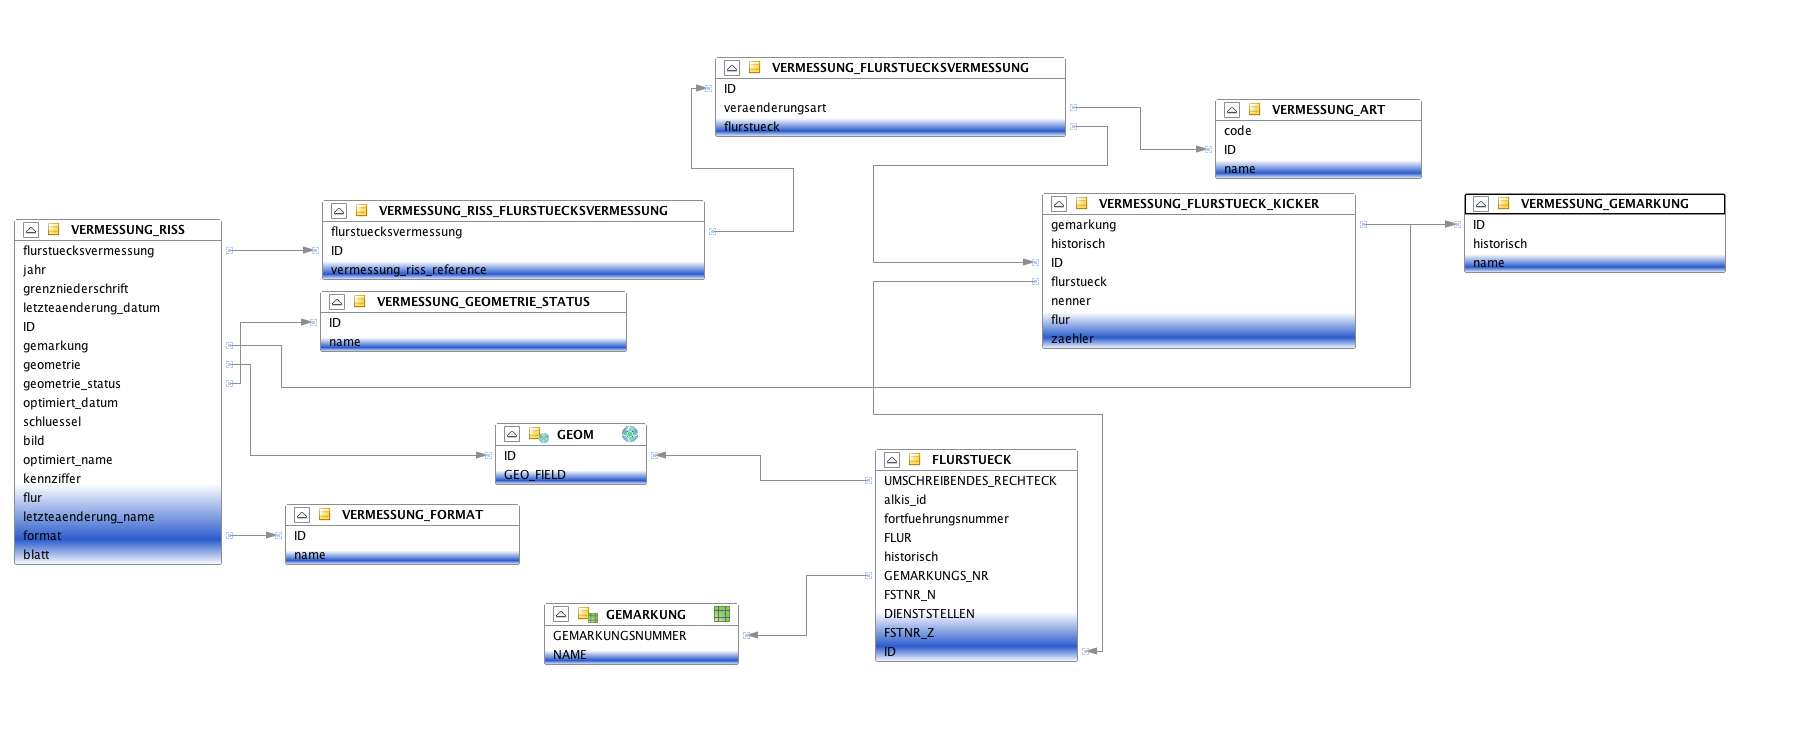 VERMESSUNG_FLURSTUECKSVERMESSUNG
ID
veraenderungsart
flurstueck
VERMESSUNG_ART
code
ID
name
VERMESSUNG_RISS
flurstuecksvermessung
jahr
grenzniederschrift
letzteaenderung_datum
ID
gemarkung
geometrie
geometrie_status
optimiert_datum
schluessel
bild
optimiert_name
kennziffer
flur
letzteaenderung_name
format
blatt
VERMESSUNG_RISS_FLURSTUECKSVERMESSUNG
flurstuecksvermessung
ID
vermessung_riss_reference
VERMESSUNG_GEOMETRIE_STATUS
ID
name
VERMESSUNG_FLURSTUECK_KICKER
gemarkung
historisch
ID
flurstueck
nenner
flur
zaehler
VERMESSUNG_GEMARKUNG
ID
historisch
name
GEOM
ID
GEO_FIELD
VERMESSUNG_FORMAT
ID
name
FLURSTUECK
UMSCHREIBENDES_RECHTECK
alkis_id
fortfuehrungsnummer
FLUR
historisch
GEMARKUNGS_NR
FSTNR_N
DIENSTSTELLEN
FSTNR_Z
ID
GEMARKUNG
GEMARKUNGSNUMMER
NAME